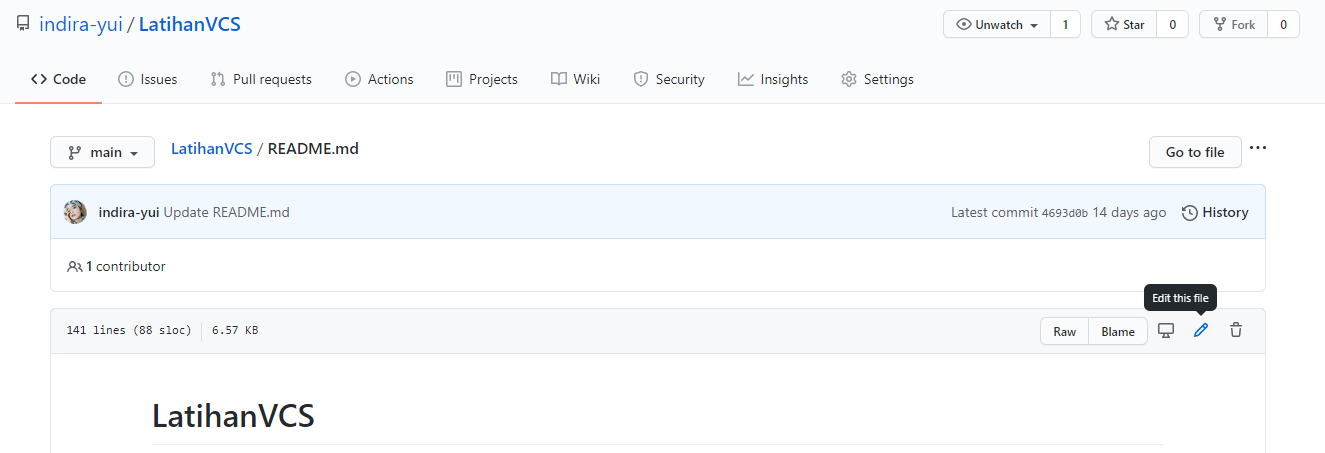 indira-yui / LatihanVCS Unwatch 1 Star 0 Fork 0
Code Issues Pull requests Actions Projects Wiki Security Insights Settings
main LatihanVCS / README.md Go to file ...
indira-yui Update README.md Latest commit 4693d0b 14 days ago History
1 contributor
Edit this file
141 lines (88 sloc) 6.57 KB Raw Blame
LatihanVCS